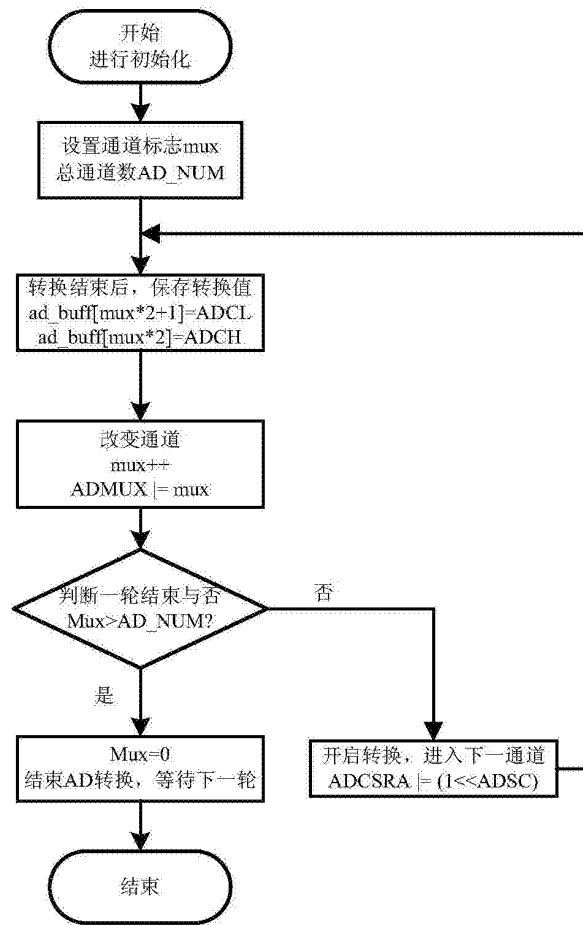 开始
进行初始化
设置通道标志mux
总通道数AD_NUM
转换结束后，保存转换值
ad_buff[mux*2+1]=ADCL
ad_buff[mux*2]=ADCH
改变通道
mux++
ADMUX |= mux
判断一轮结束与否
Mux>AD_NUM?
否
是
Mux=0
结束AD转换，等待下一轮
开启转换，进入下一通道
ADCSRA |= (1<<ADSC)
结束